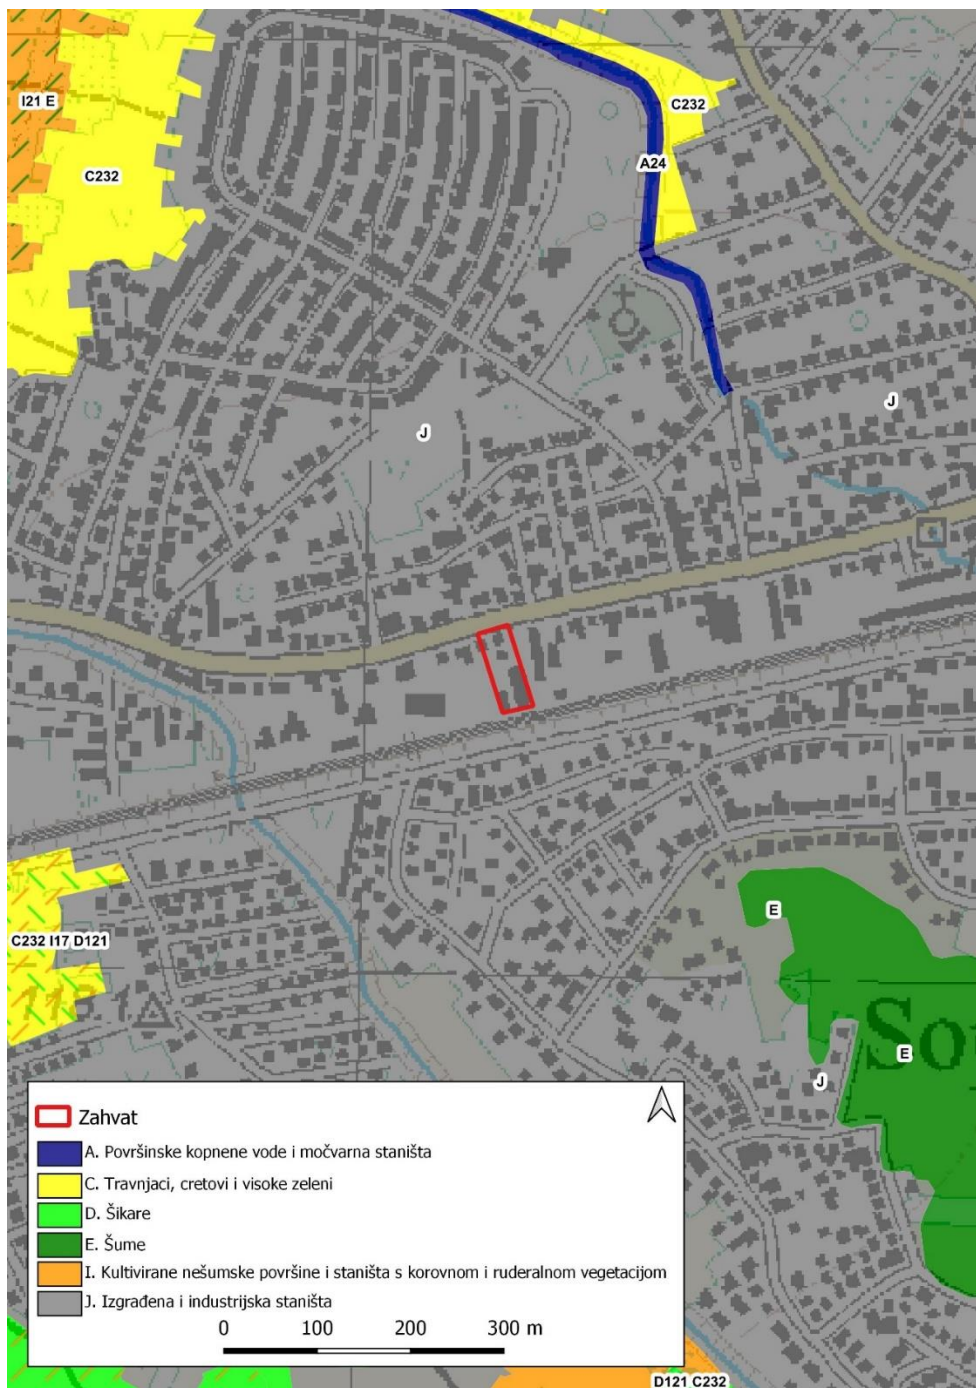 I21 E
C232
C232
A24
J
J
C232 I17 D121
E
So
E
J
Zahvat
A. Površinske kopnene vode i močvarna staništa
C. Travnjaci, cretovi i visoke zeleni
D. Šikare
E. Šume
I. Kultivirane nešumske površine i staništa s korovnom i ruderalnom vegetacijom
J. Izgrađena i industrijska staništa
0 100 200 300 m
D121 C232